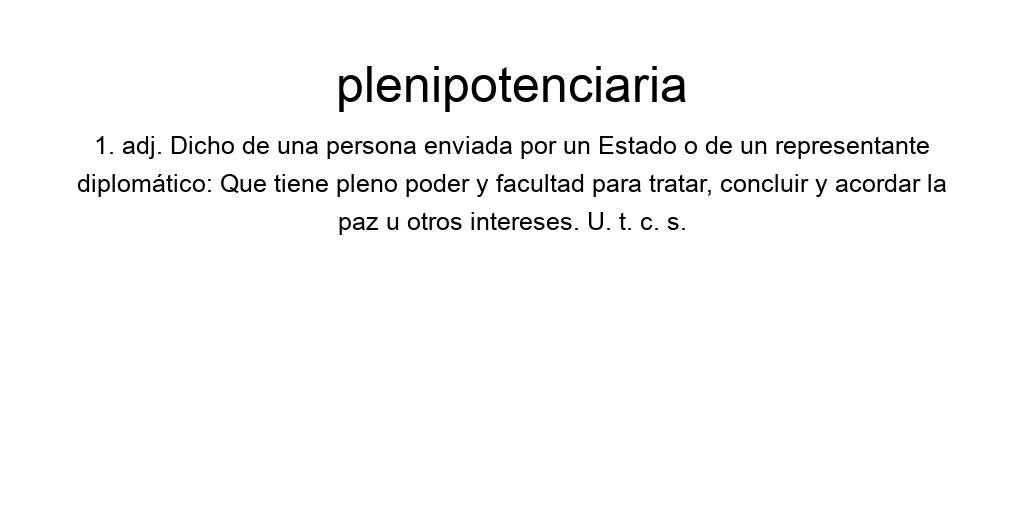 plenipotenciaria
1. adj. Dicho de una persona enviada por un Estado o de un representante
diplomático: Que tiene pleno poder y facultad para tratar, concluir y acordar la
paz u otros intereses. U. t. c. s.